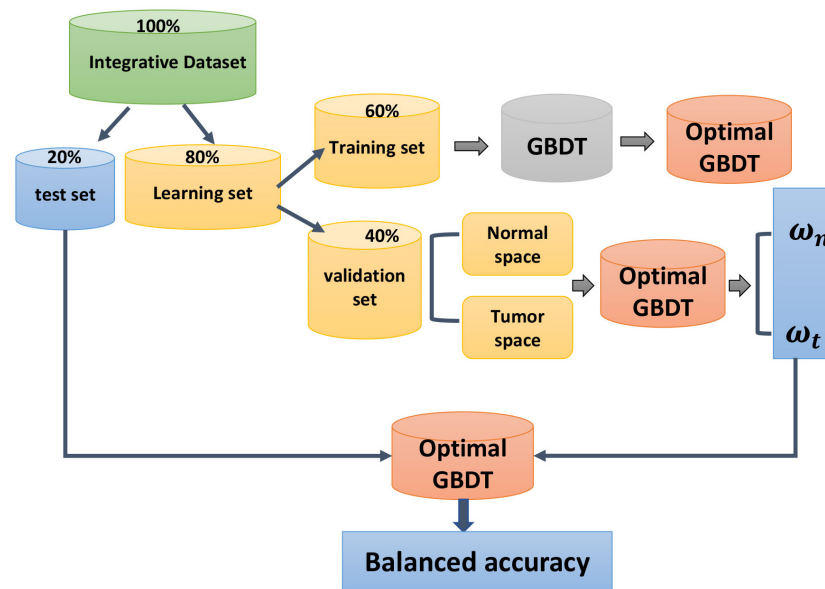 100%
Integrative Dataset
20%
test set
80%
Learning set
60%
Training set
GBDT
Optimal
GBDT
40%
validation
set
Normal
space
Tumor
space
Optimal
GBDT
ωn
ωt
Optimal
GBDT
Balanced accuracy